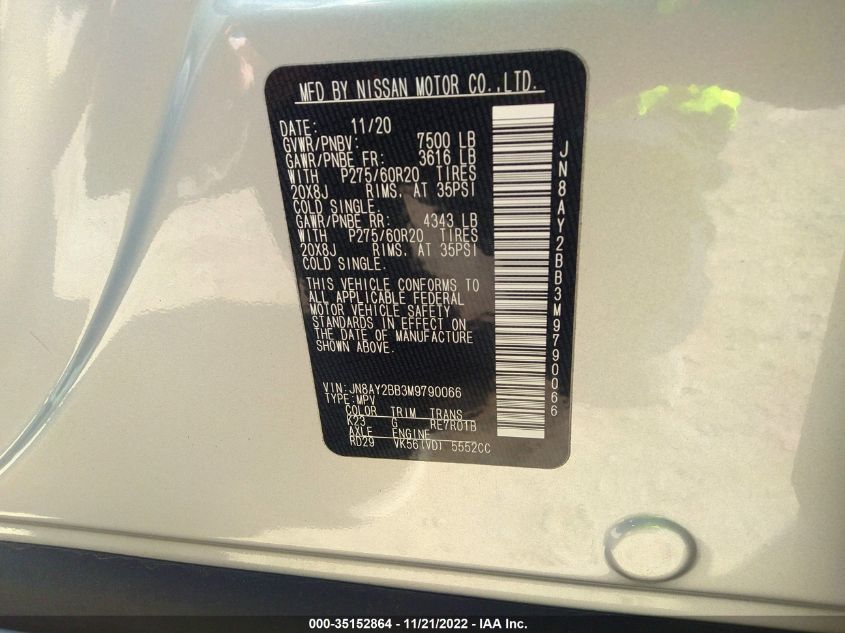 MFD BY NISSAN MOTOR CO.,LTD.
DATE: 11/20
GVWR/PNBV: 7500 LB
GAWR/PNBE FR: 3616 LB
WITH P275/60R20 TIRES
20X8J RIMS. AT 35PSI
COLD SINGLE.
GAWR/PNBE RR: 4343 LB
WITH P275/60R20 TIRES
20X8J RIMS. AT 35PSI
COLD SINGLE.
THIS VEHICLE CONFORMS TO
ALL APPLICABLE FEDERAL
MOTOR VEHICLE SAFETY
STANDARDS IN EFFECT ON
THE DATE OF MANUFACTURE
SHOWN ABOVE.
VIN: JN8AY2BB3M9790066
TYPE: MPV
COLOR TRIM TRANS
K23 G RE7R01B
AXLE ENGINE
RD29 VK56(VD) 5552CC
JN8AY2BB3M9790066
000-35152864 - 11/21/2022 - IAA Inc.